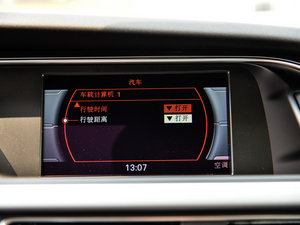 汽车
车载计算机 1
行驶时间 ▼ 打开
行驶距离 ▼ 打开
13:07
空调